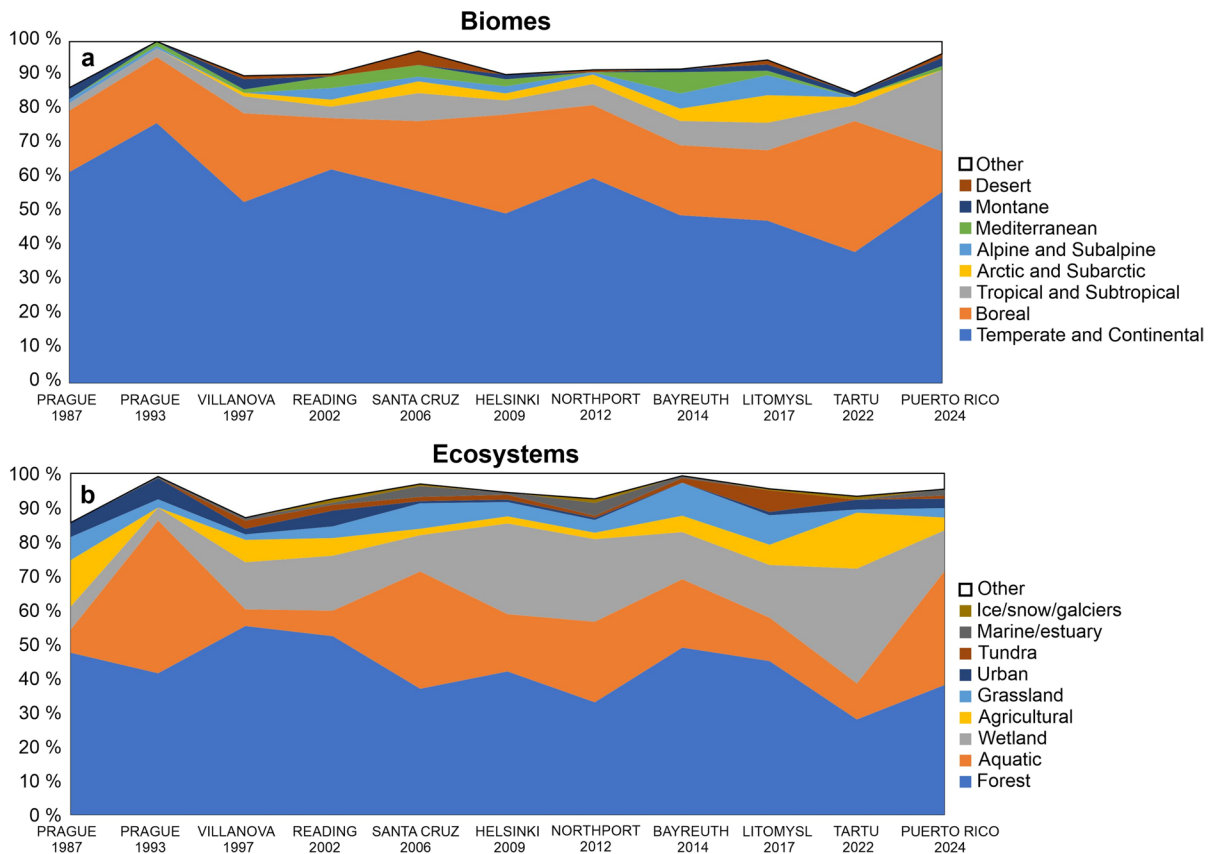 Biomes
a
100 %
90 %
80 %
70 %
60 %
50 %
40 %
30 %
20 %
10 %
0 %
PRAGUE 1987
PRAGUE 1993
VILLANOVA 1997
READING 2002
SANTA CRUZ 2006
HELSINKI 2009
NORTHPORT 2012
BAYREUTH 2014
LITOMYSL 2017
TARTU 2022
PUERTO RICO 2024
Other
Desert
Montane
Mediterranean
Alpine and Subalpine
Arctic and Subarctic
Tropical and Subtropical
Boreal
Temperate and Continental
Ecosystems
b
100 %
90 %
80 %
70 %
60 %
50 %
40 %
30 %
20 %
10 %
0 %
PRAGUE 1987
PRAGUE 1993
VILLANOVA 1997
READING 2002
SANTA CRUZ 2006
HELSINKI 2009
NORTHPORT 2012
BAYREUTH 2014
LITOMYSL 2017
TARTU 2022
PUERTO RICO 2024
Other
Ice/snow/galciers
Marine/estuary
Tundra
Urban
Grassland
Agricultural
Wetland
Aquatic
Forest